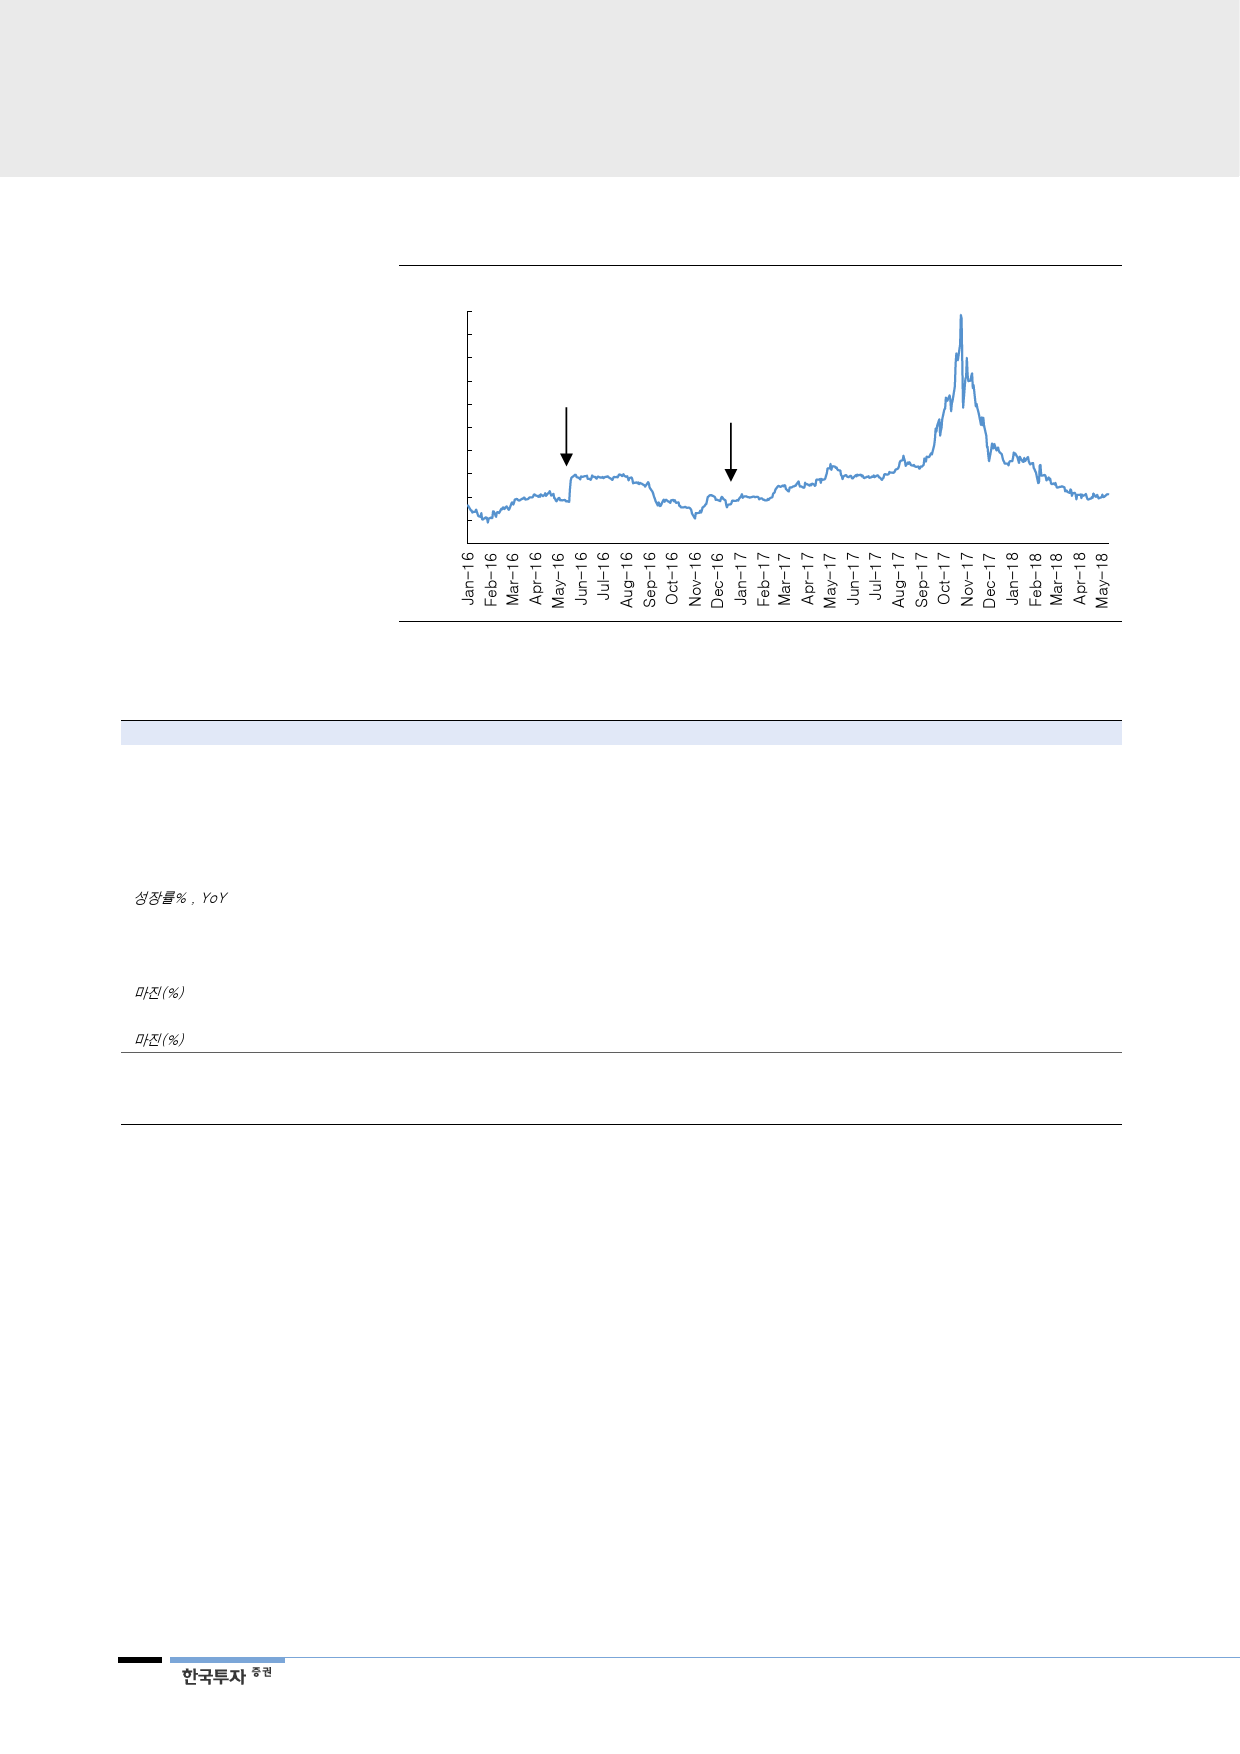 Jan-16 Feb-16 Mar-16 Apr-16 May-16 Jun-16 Jul-16 Aug-16 Sep-16 Oct-16 Nov-16 Dec-16 Jan-17 Feb-17 Mar-17 Apr-17 May-17 Jun-17 Jul-17 Aug-17 Sep-17 Oct-17 Nov-17 Dec-17 Jan-18 Feb-18 Mar-18 Apr-18 May-18
성장률% , YoY
마진(%)
마진(%)
한국투자 증권